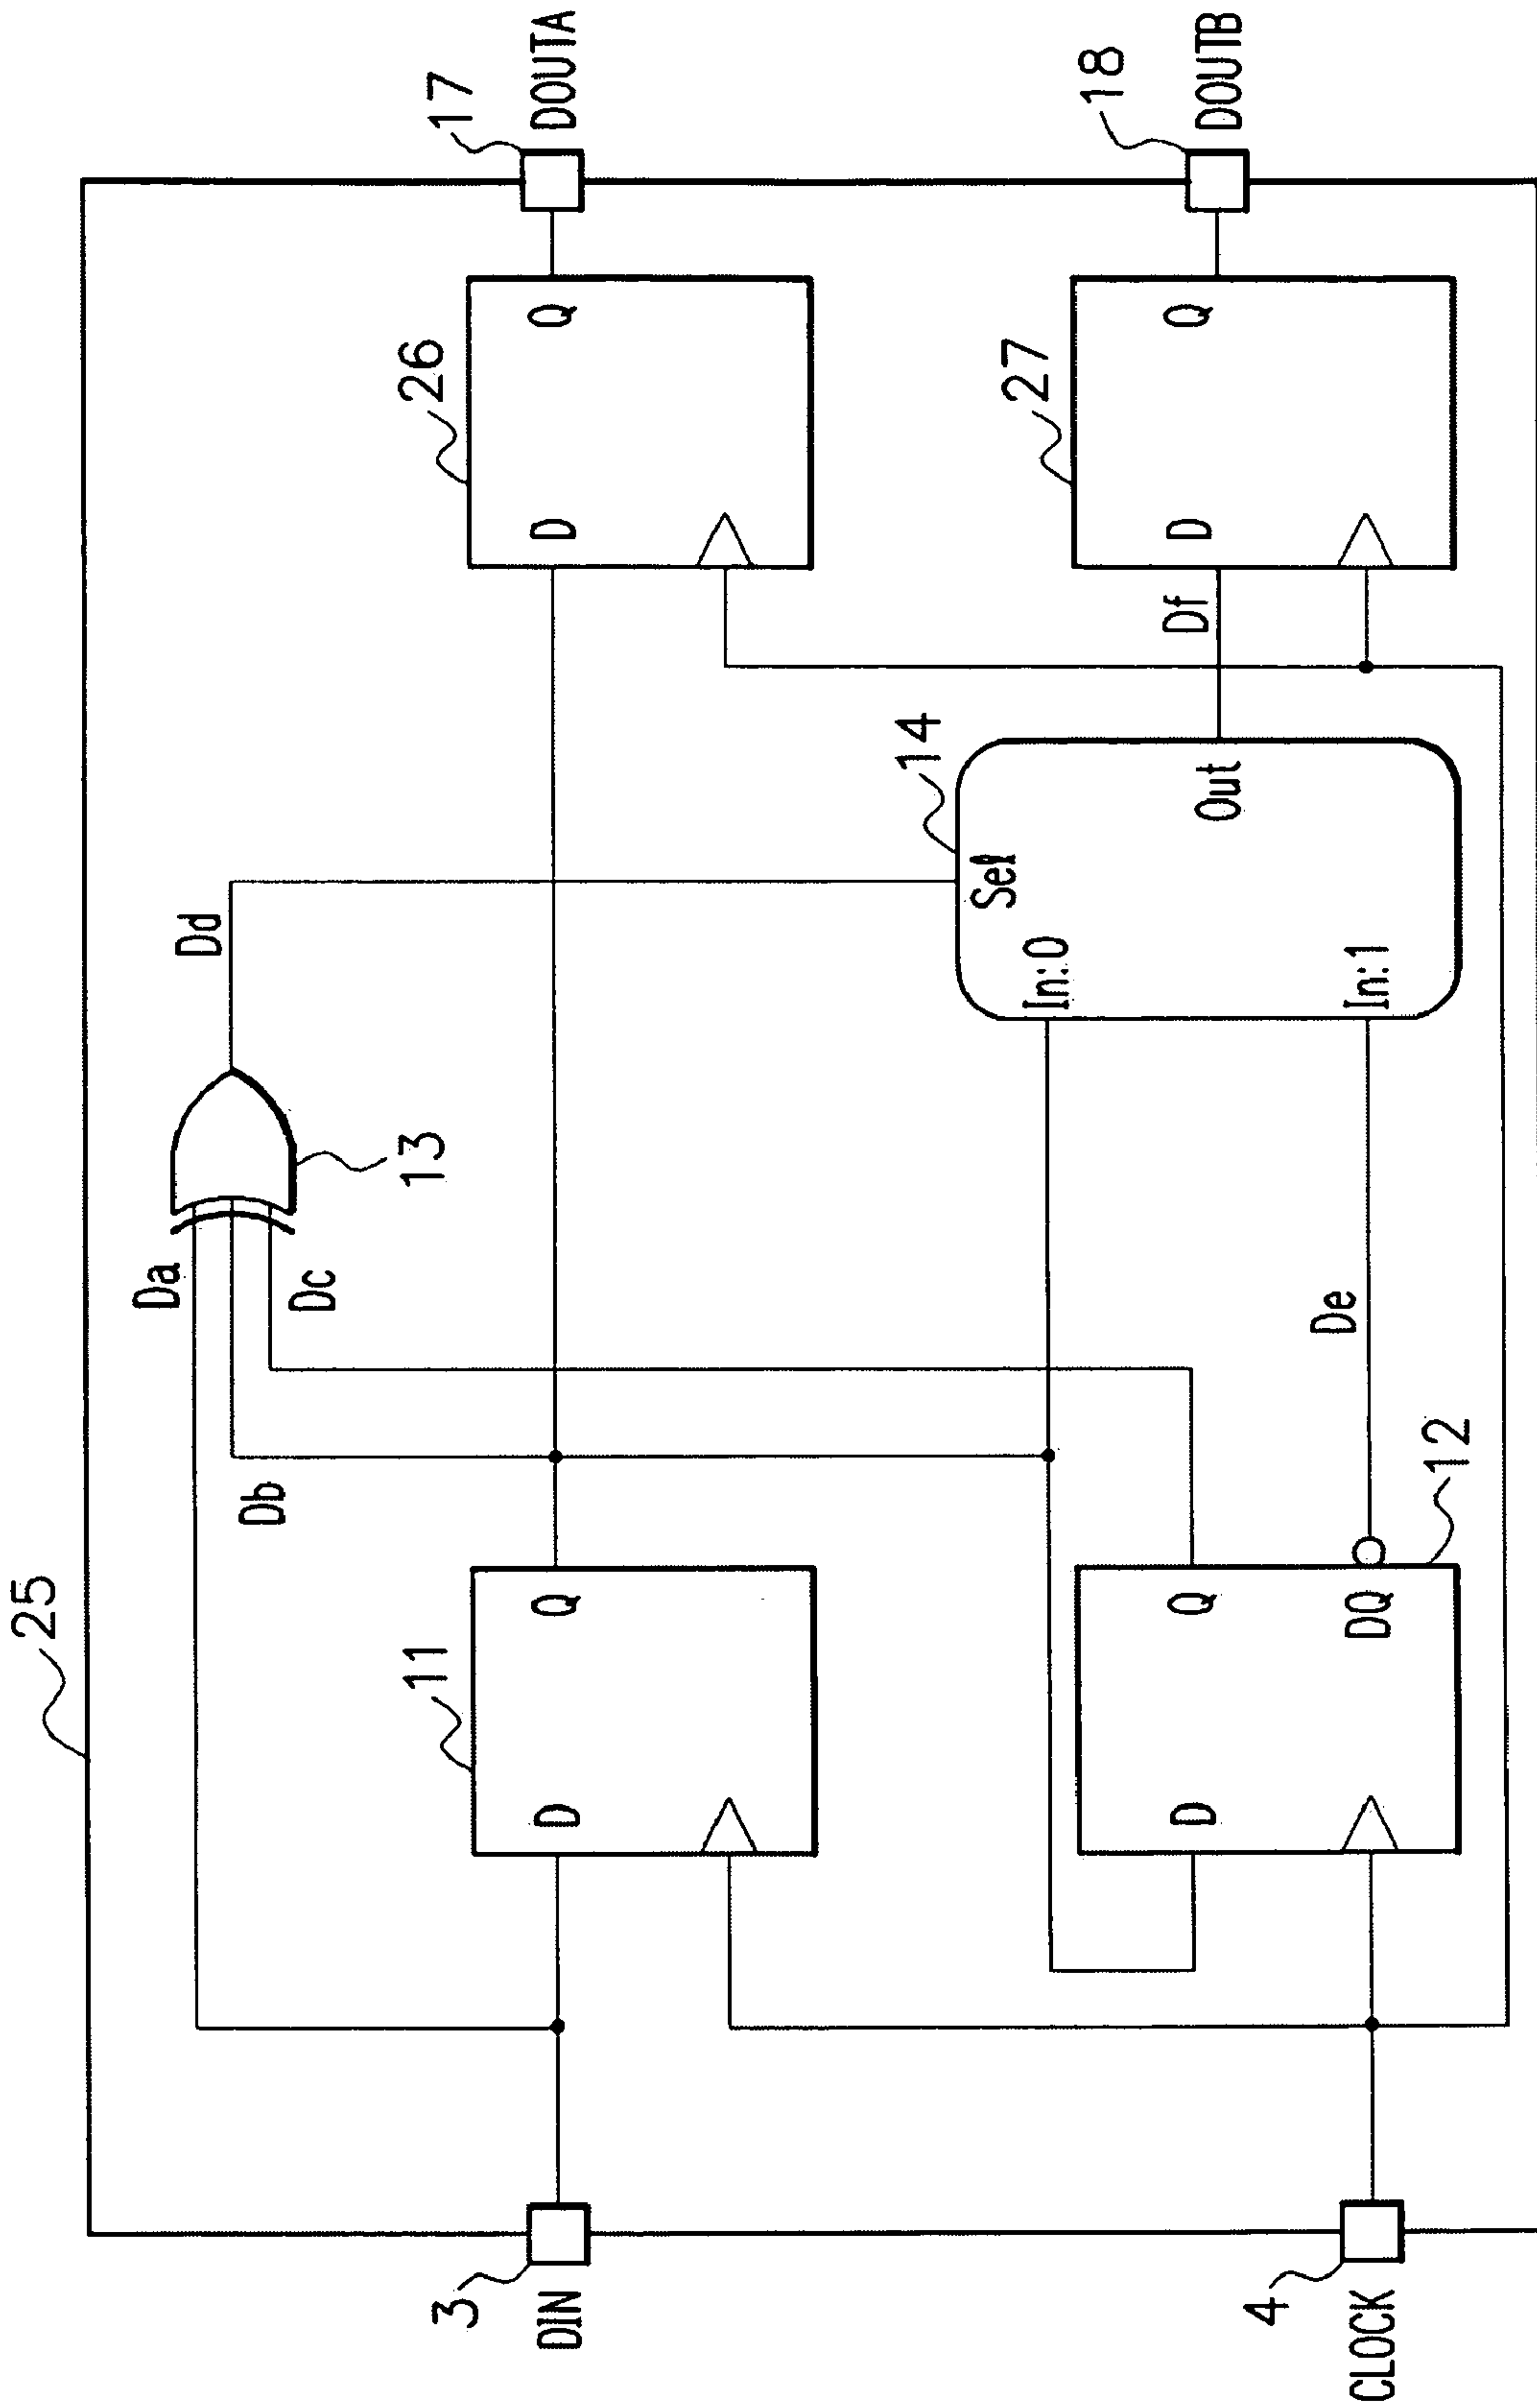 25
3
DIN
4
CLOCK
Da
Db
Dc
13
Dd
11
D
Q
D
Q
DQ
12
De
14
Sel
In:0
In:1
Out
Df
26
D
Q
27
D
Q
17
DOUTA
18
DOUTB